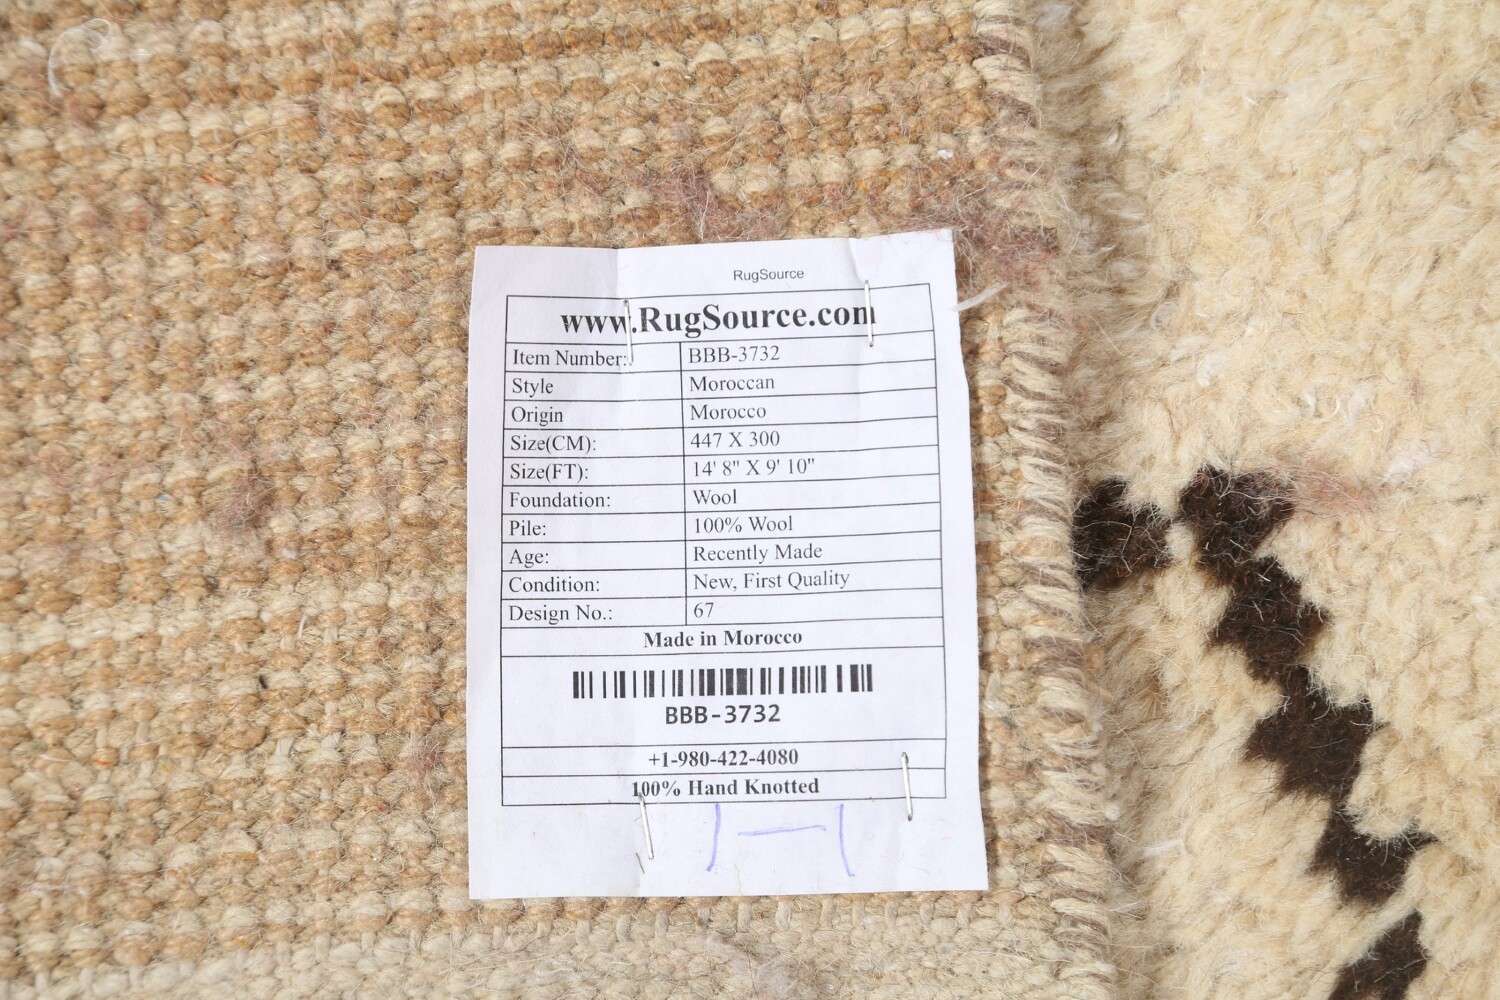 RugSource
www.RugSource.com
Item Number: BBB-3732
Style Moroccan
Origin Morocco
Size(CM): 447 X 300
Size(FT): 14' 8" X 9' 10"
Foundation: Wool
Pile: 100% Wool
Age: Recently Made
Condition: New, First Quality
Design No.: 67
Made in Morocco
BBB-3732
+1-980-422-4080
100% Hand Knotted